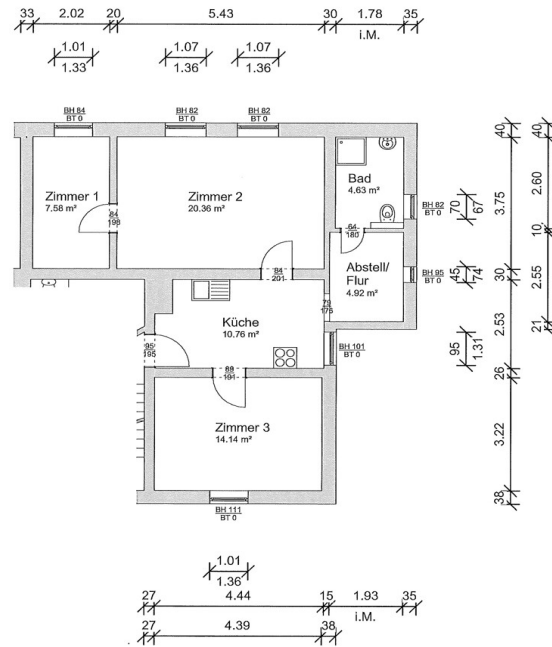 33 2.02 20 5.43 30 1.78 35
i.M.
1.01 1.07 1.07
1.33 1.36 1.36
BH 84 BH 82 BH 82
BT 0 BT 0 BT 0
40 40
Zimmer 1
7.58 m²
84
198
Zimmer 2
20.36 m²
Bad
4.63 m²
BH 82
BT 0
70 67
3.75 2.60
10
64
180
Abstell/
Flur
4.92 m²
BH 95
BT 0
45 74
30 2.55
84
201
79
175
Küche
10.76 m²
95
195
BH 101
BT 0
95 1.31
2.53 21
26
88
191
Zimmer 3
14.14 m²
3.22
38
BH 111
BT 0
1.01
1.36
27 4.44 15 1.93 35
i.M.
27 4.39 38